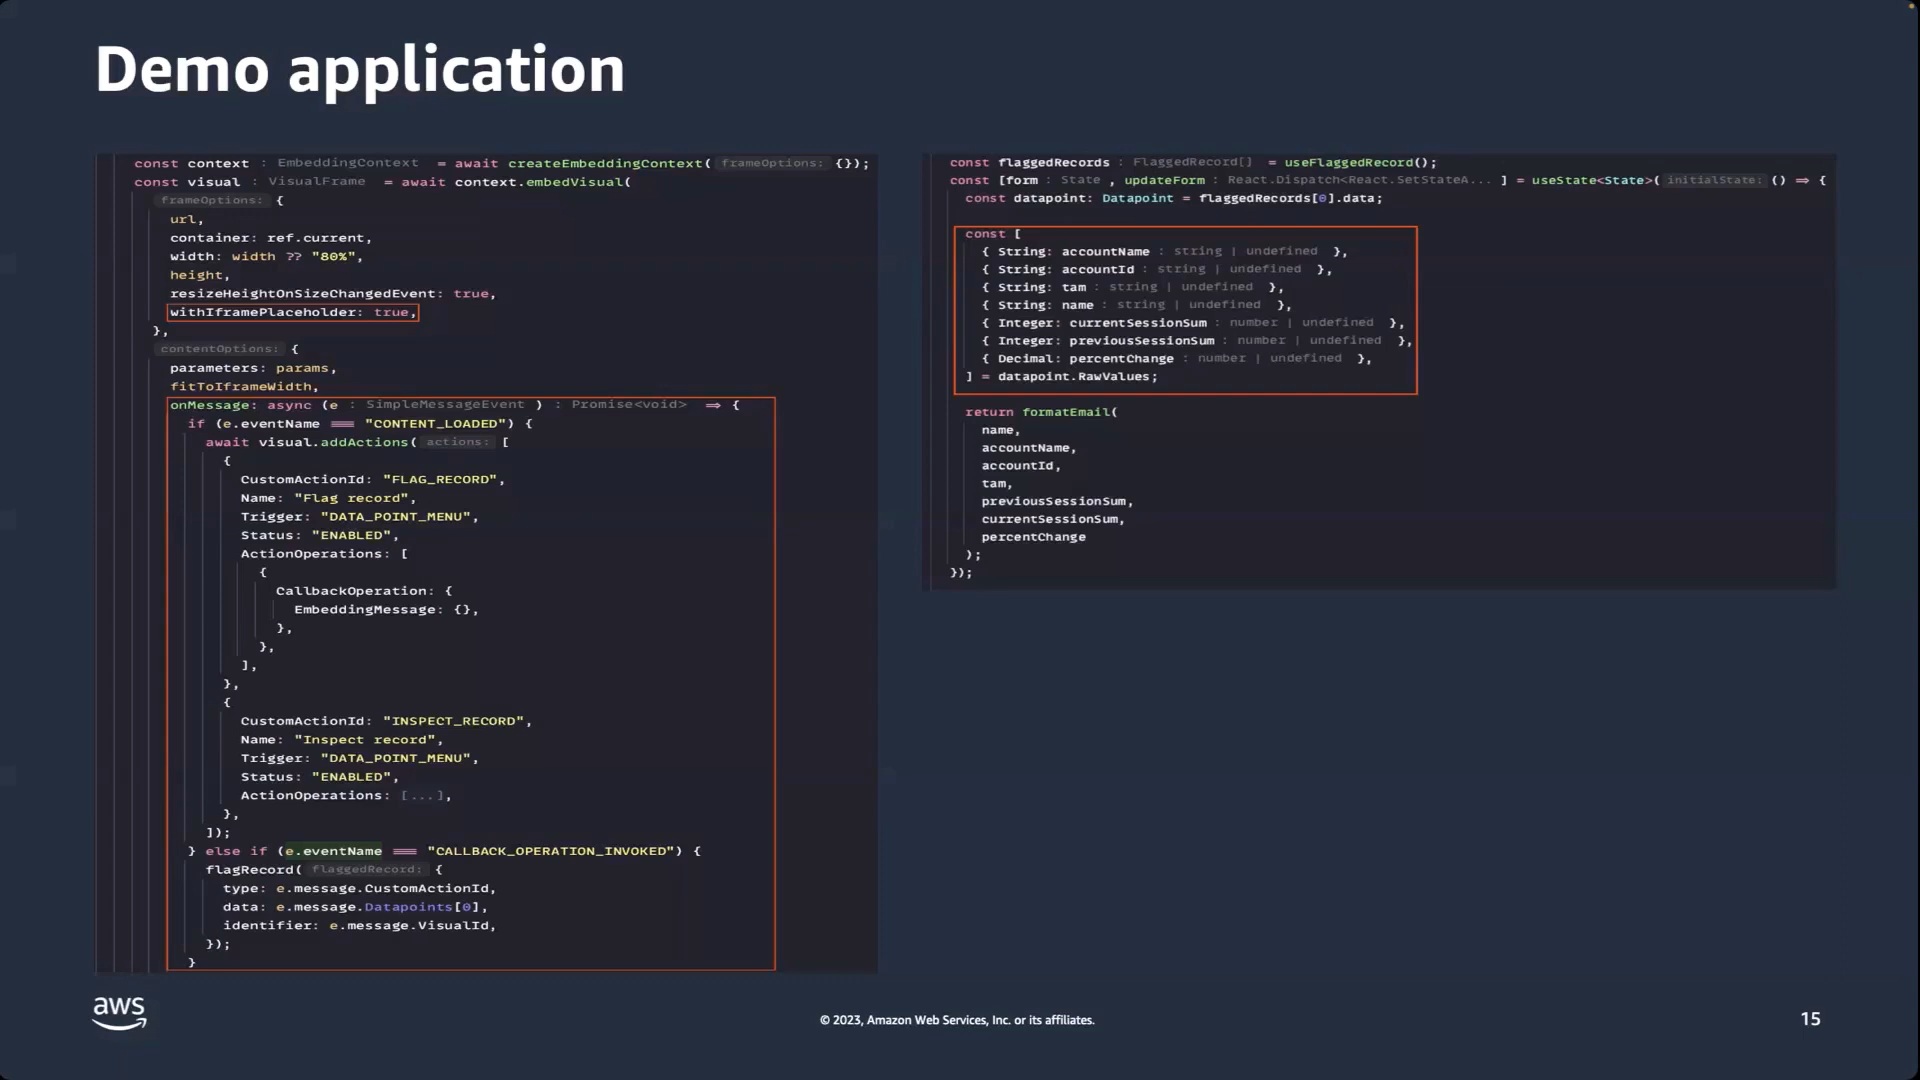 Demo application
const context : EmbeddingContext = await createEmbeddingContext( frameOptions: {});
const visual : VisualFrame = await context.embedVisual(
frameOptions: {
url,
container: ref.current,
width: width ?? "80%",
height,
resizeHeightOnSizeChangedEvent: true,
withIframePlaceholder: true,
},
contentOptions: {
parameters: params,
fitToIframeWidth,
onMessage: async (e : SimpleMessageEvent ) : Promise<void> => {
if (e.eventName === "CONTENT_LOADED") {
await visual.addActions( actions: [
{
CustomActionId: "FLAG_RECORD",
Name: "Flag record",
Trigger: "DATA_POINT_MENU",
Status: "ENABLED",
ActionOperations: [
{
CallbackOperation: {
EmbeddingMessage: {},
},
},
],
},
{
CustomActionId: "INSPECT_RECORD",
Name: "Inspect record",
Trigger: "DATA_POINT_MENU",
Status: "ENABLED",
ActionOperations: [...],
},
]);
} else if (e.eventName === "CALLBACK_OPERATION_INVOKED") {
flagRecord( flaggedRecord: {
type: e.message.CustomActionId,
data: e.message.Datapoints[0],
identifier: e.message.VisualId,
});
}
const flaggedRecords : FlaggedRecord[] = useFlaggedRecord();
const [form : State , updateForm : React.Dispatch<React.SetStateA... ] = useState<State>( initialState: () => {
const datapoint: Datapoint = flaggedRecords[0].data;
const [
{ String: accountName : string | undefined },
{ String: accountId : string | undefined },
{ String: tam : string | undefined },
{ String: name : string | undefined },
{ Integer: currentSessionSum : number | undefined },
{ Integer: previousSessionSum : number | undefined },
{ Decimal: percentChange : number | undefined },
] = datapoint.RawValues;
return formatEmail(
name,
accountName,
accountId,
tam,
previousSessionSum,
currentSessionSum,
percentChange
);
});
aws
© 2023, Amazon Web Services, Inc. or its affiliates.
15